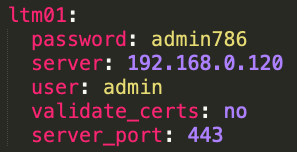 ltm01:
password: admin786
server: 192.168.0.120
user: admin
validate_certs: no
server_port: 443